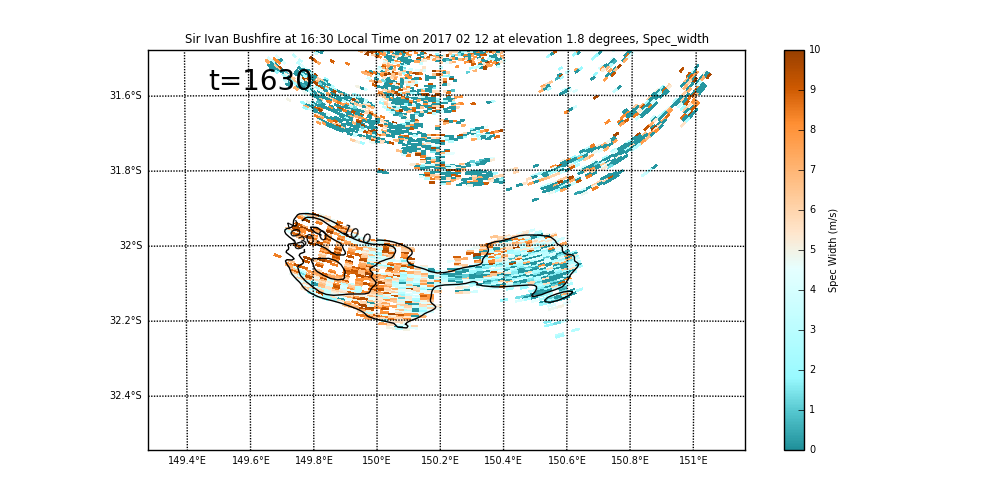 Sir Ivan Bushfire at 16:30 Local Time on 2017 02 12 at elevation 1.8 degrees, Spec_width
t=1630
31.6°S
31.8°S
32°S
32.2°S
32.4°S
149.4°E 149.6°E 149.8°E 150°E 150.2°E 150.4°E 150.6°E 150.8°E 151°E
10.0
10
9
8
7
6
5
4
3
2
1
0
Spec Width (m/s)